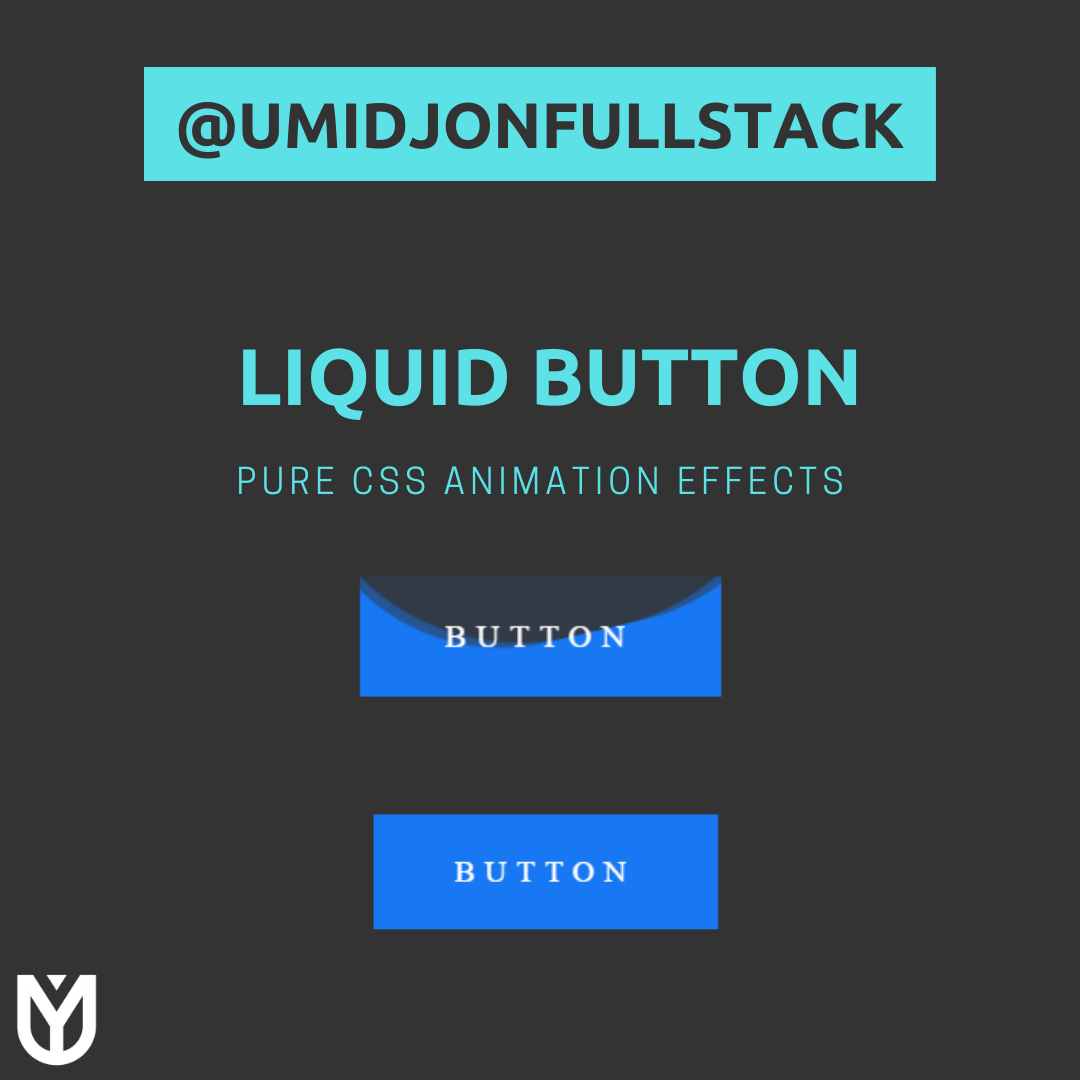 @UMIDJONFULLSTACK
LIQUID BUTTON
PURE CSS ANIMATION EFFECTS
BUTTON
BUTTON